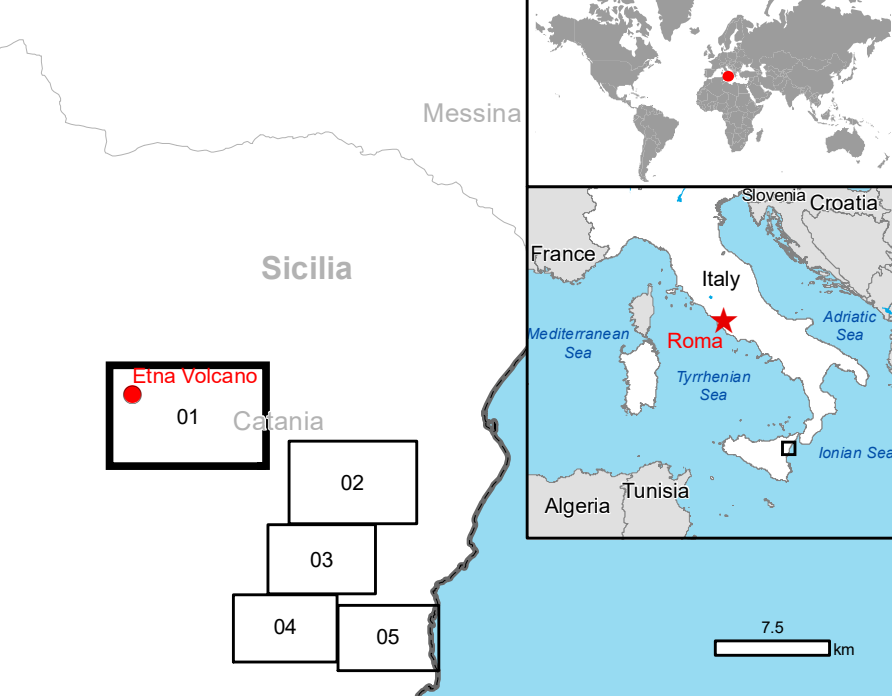 Messina
Sicilia
Etna Volcano
01
Catania
02
03
04
05
Slovenia
Croatia
France
Italy
Adriatic
Sea
Mediterranean
Sea
Roma
Tyrrhenian
Sea
Ionian Sea
Tunisia
Algeria
7.5
km